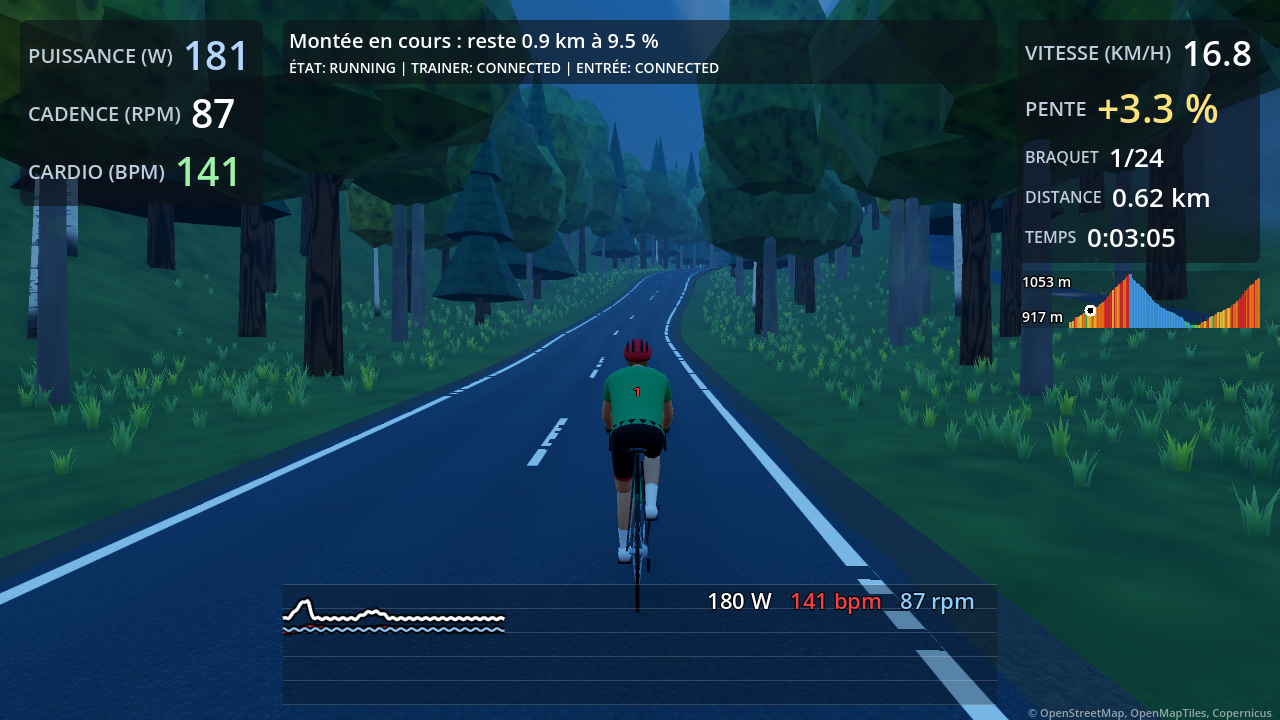 PUISSANCE (W) 181
CADENCE (RPM) 87
CARDIO (BPM) 141
Montée en cours : reste 0.9 km à 9.5 %
ÉTAT: RUNNING | TRAINER: CONNECTED | ENTRÉE: CONNECTED
VITESSE (KM/H) 16.8
PENTE +3.3 %
BRAQUET 1/24
DISTANCE 0.62 km
TEMPS 0:03:05
1053 m
917 m
1
180 W 141 bpm 87 rpm
© OpenStreetMap, OpenMapTiles, Copernicus